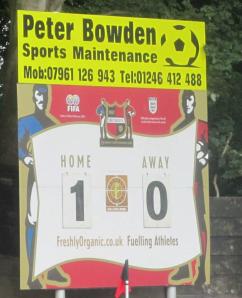 Peter Bowden
Sports Maintenance
Mob:07961 126 943 Tel:01246 412 488
FIFA
HOME AWAY
1 0
FreshlyOrganic.co.uk Fuelling Athletes